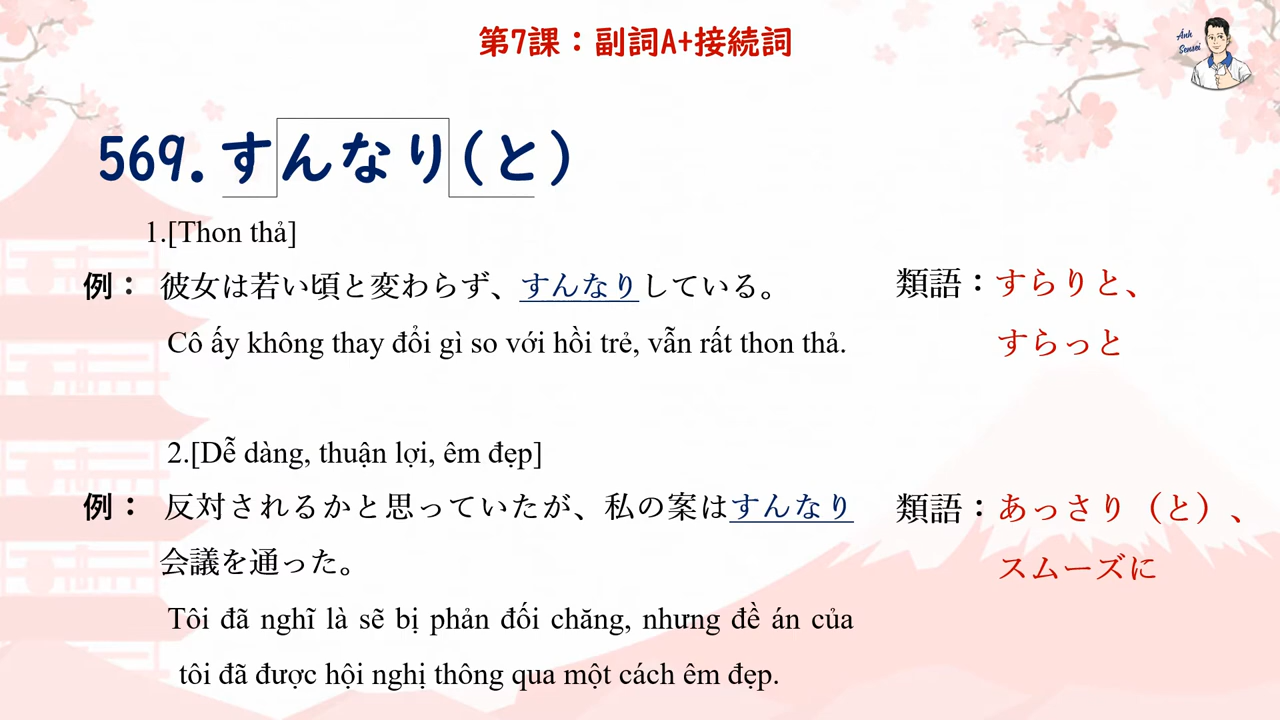 第7課：副詞A+接続詞
Ánh
Sensei
569. すんなり（と）
1.[Thon thả]
例： 彼女は若い頃と変わらず、すんなりしている。
類語：すらりと、
すらっと
Cô ấy không thay đổi gì so với hồi trẻ, vẫn rất thon thả.
2.[Dễ dàng, thuận lợi, êm đẹp]
例： 反対されるかと思っていたが、私の案はすんなり
会議を通った。
類語：あっさり（と）、
スムーズに
Tôi đã nghĩ là sẽ bị phản đối chăng, nhưng đề án của
tôi đã được hội nghị thông qua một cách êm đẹp.